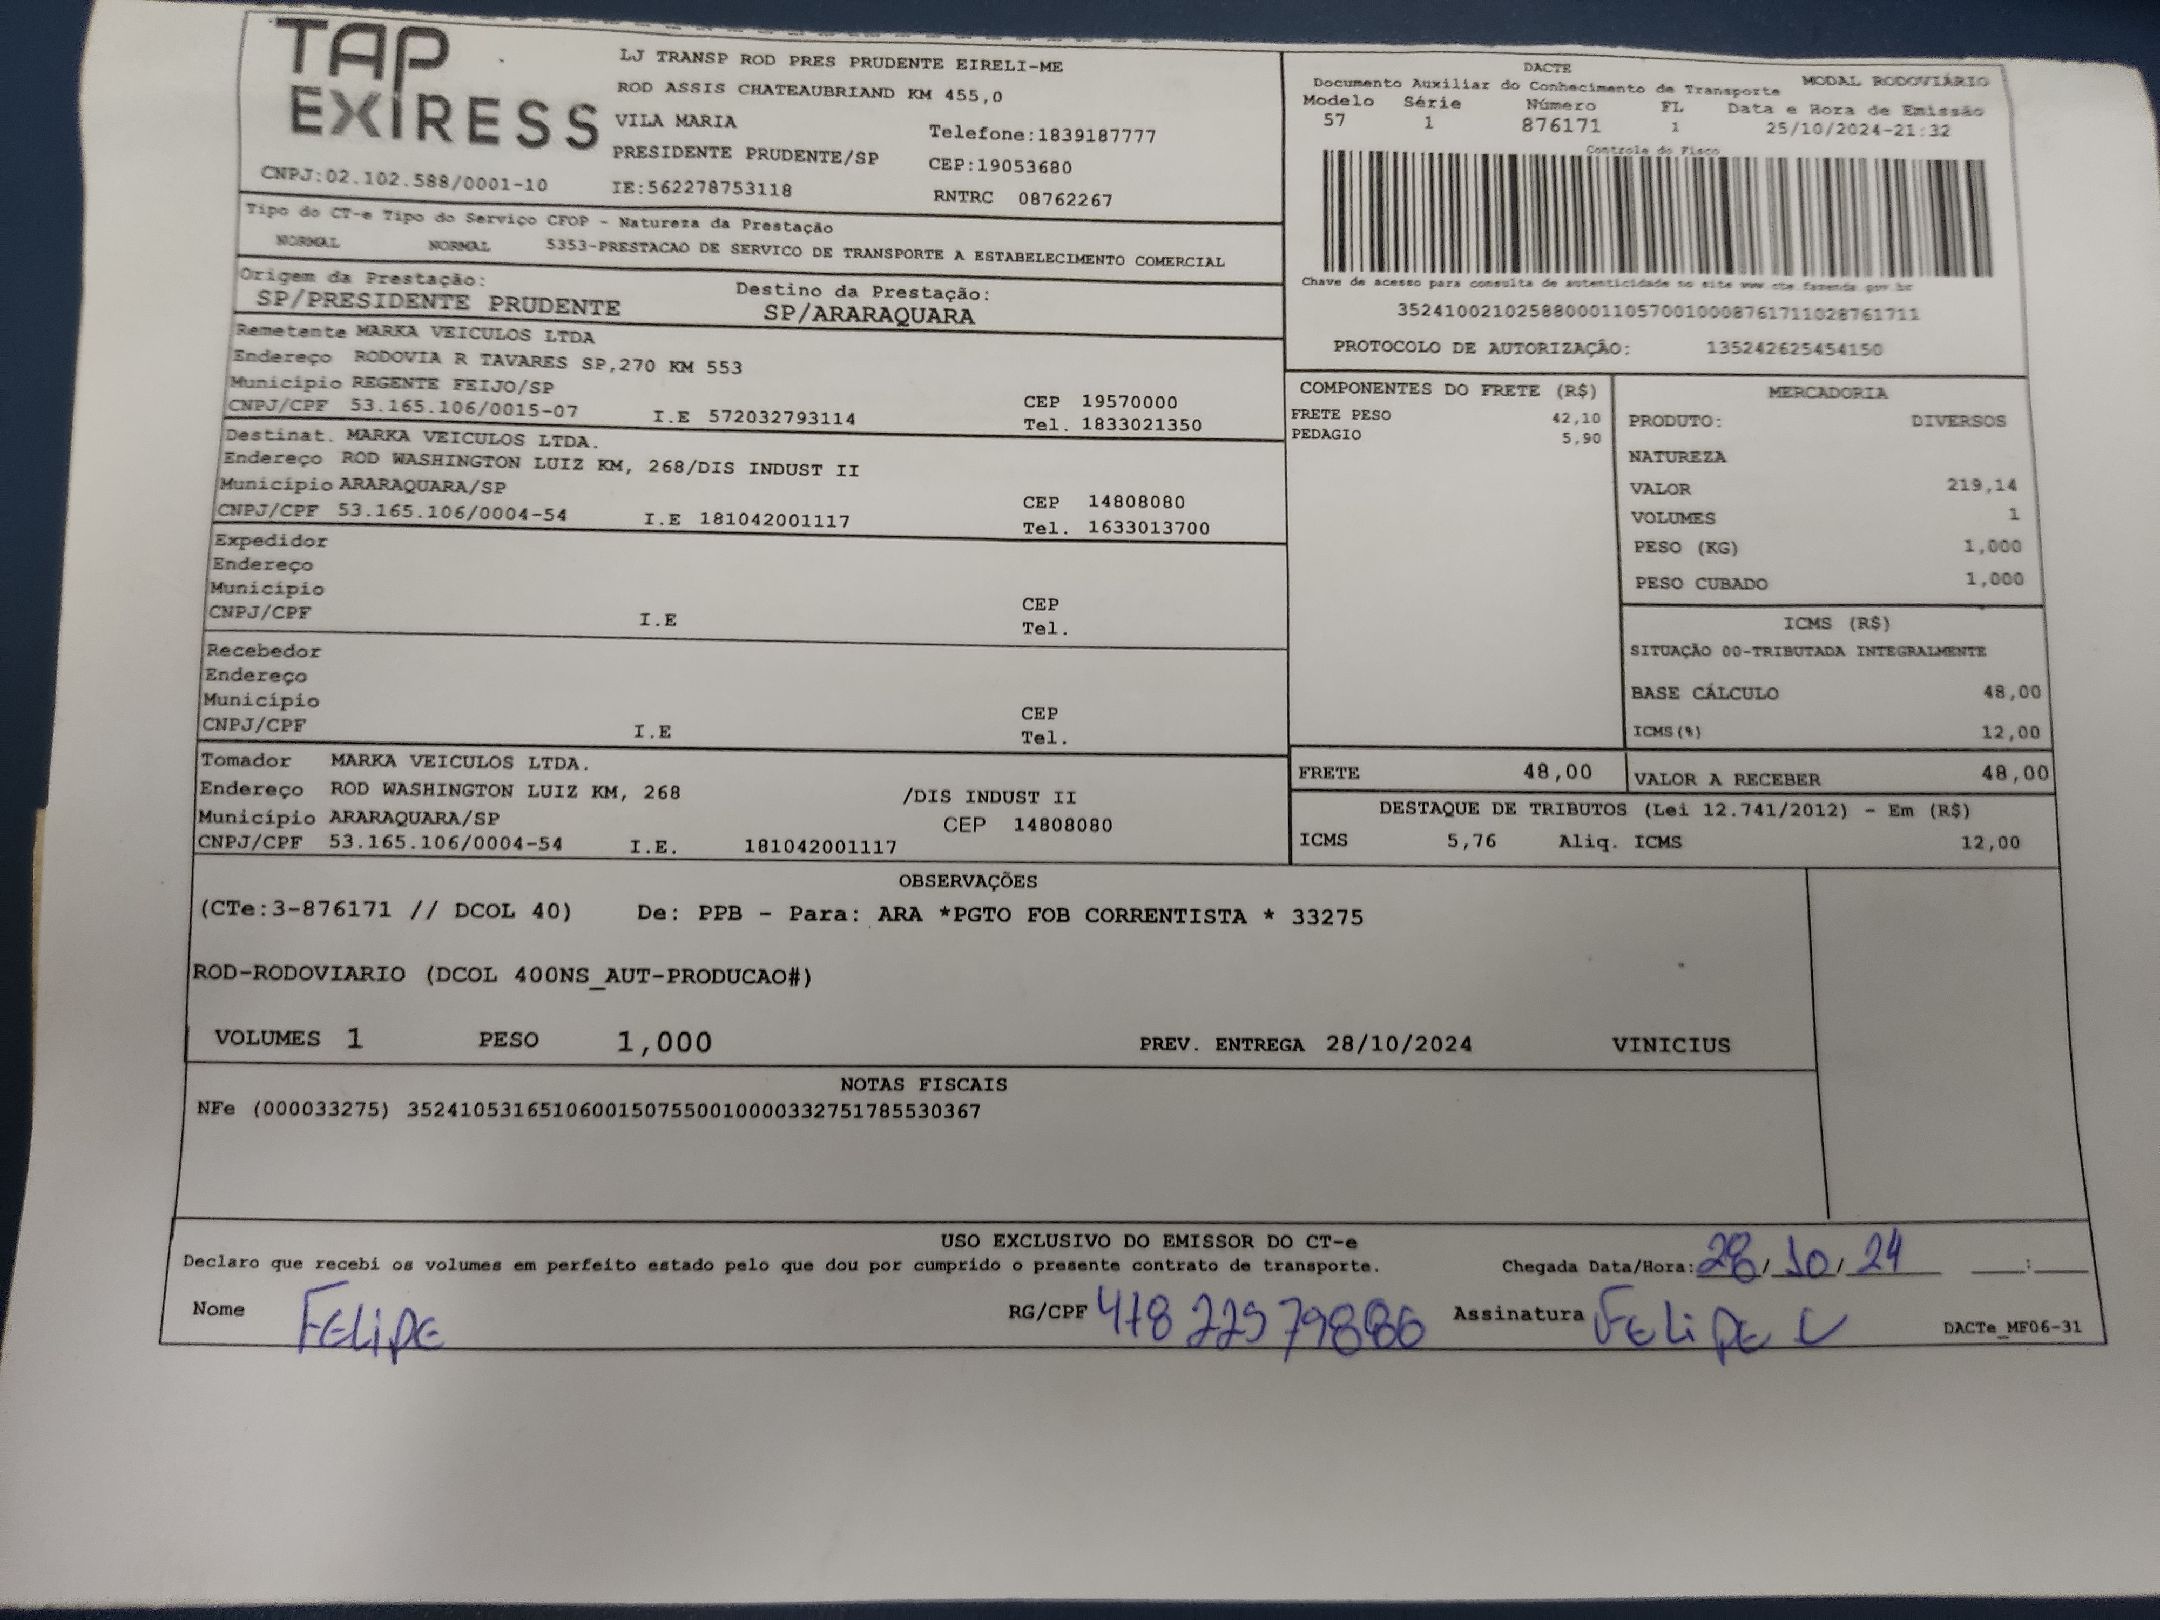 TAP
EXIRESS
CNPJ:02.102.588/0001-10
LJ TRANSP ROD PRES PRUDENTE EIRELI-ME
ROD ASSIS CHATEAUBRIAND KM 455,0
VILA MARIA
Telefone:1839187777
PRESIDENTE PRUDENTE/SP
CEP:19053680
IE:562278753118
RNTRC 08762267
DACTE
MODAL RODOVIÁRIO
Documento Auxiliar do Conhecimento de Transporte
Modelo Série Número FL Data e Hora de Emissão
57 1 876171 1 25/10/2024-21:32
Controle do Fisco
Chave de acesso para consulta de autenticidade no site www cte fazenda gov br
35241002102588000110570010008761711028761711
PROTOCOLO DE AUTORIZAÇÃO: 135242625454150
Tipo do CT-e Tipo do Serviço CFOP - Natureza da Prestação
NORMAL NORMAL 5353-PRESTACAO DE SERVICO DE TRANSPORTE A ESTABELECIMENTO COMERCIAL
Origem da Prestação: Destino da Prestação:
SP/PRESIDENTE PRUDENTE SP/ARARAQUARA
Remetente MARKA VEICULOS LTDA
Endereço RODOVIA R TAVARES SP,270 KM 553
Município REGENTE FEIJO/SP CEP 19570000
CNPJ/CPF 53.165.106/0015-07 I.E 572032793114 Tel. 1833021350
Destinat. MARKA VEICULOS LTDA.
Endereço ROD WASHINGTON LUIZ KM, 268/DIS INDUST II
Município ARARAQUARA/SP CEP 14808080
CNPJ/CPF 53.165.106/0004-54 I.E 181042001117 Tel. 1633013700
Expedidor
Endereço
Município CEP
CNPJ/CPF I.E Tel.
Recebedor
Endereço
Município CEP
CNPJ/CPF I.E Tel.
Tomador MARKA VEICULOS LTDA.
Endereço ROD WASHINGTON LUIZ KM, 268 /DIS INDUST II
Município ARARAQUARA/SP CEP 14808080
CNPJ/CPF 53.165.106/0004-54 I.E. 181042001117
COMPONENTES DO FRETE (R$)
FRETE PESO 42,10
PEDAGIO 5,90
MERCADORIA
PRODUTO: DIVERSOS
NATUREZA
VALOR 219,14
VOLUMES 1
PESO (KG) 1,000
PESO CUBADO 1,000
ICMS (R$)
SITUAÇÃO 00-TRIBUTADA INTEGRALMENTE
BASE CÁLCULO 48,00
ICMS(%) 12,00
FRETE 48,00 VALOR A RECEBER 48,00
DESTAQUE DE TRIBUTOS (Lei 12.741/2012) - Em (R$)
ICMS 5,76 Aliq. ICMS 12,00
OBSERVAÇÕES
(CTe:3-876171 // DCOL 40) De: PPB - Para: ARA *PGTO FOB CORRENTISTA * 33275
ROD-RODOVIARIO (DCOL 400NS_AUT-PRODUCAO#)
VOLUMES 1 PESO 1,000 PREV. ENTREGA 28/10/2024 VINICIUS
NOTAS FISCAIS
NFe (000033275) 35241053165106001507550010000332751785530367
USO EXCLUSIVO DO EMISSOR DO CT-e
Declaro que recebi os volumes em perfeito estado pelo que dou por cumprido o presente contrato de transporte. Chegada Data/Hora: 28/10/24 :
Nome FELIPE RG/CPF Assinatura FELIPE C
DACTe_MF06-31